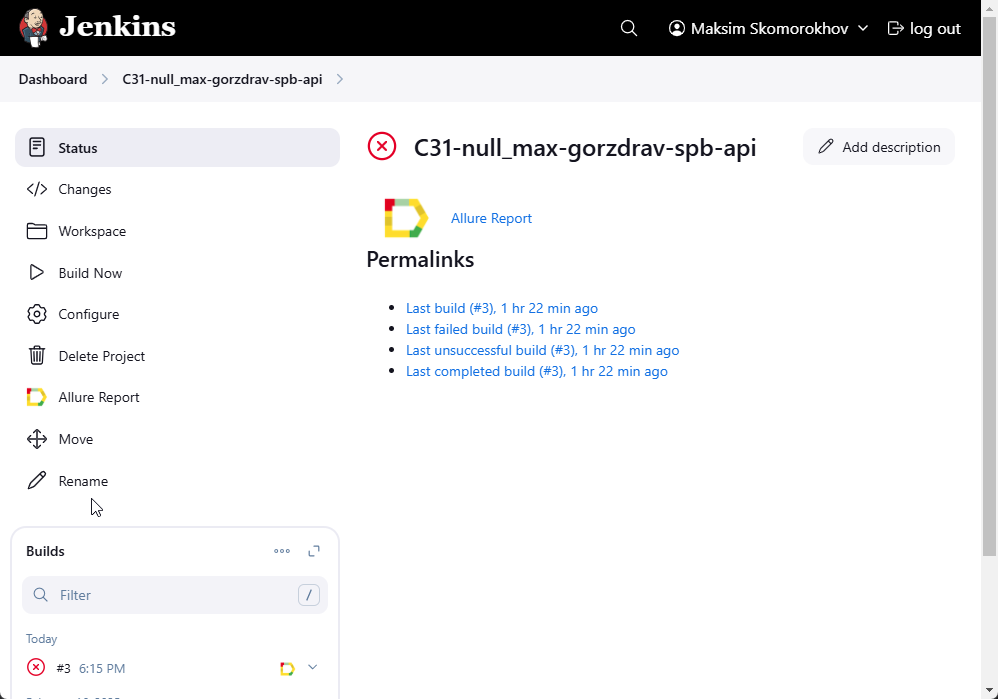 Jenkins
Maksim Skomorokhov
log out
Dashboard
C31-null_max-gorzdrav-spb-api
Status
Changes
Workspace
Build Now
Configure
Delete Project
Allure Report
Move
Rename
Builds
Filter
/
Today
#3 6:15 PM
C31-null_max-gorzdrav-spb-api
Add description
Allure Report
Permalinks
Last build (#3), 1 hr 22 min ago
Last failed build (#3), 1 hr 22 min ago
Last unsuccessful build (#3), 1 hr 22 min ago
Last completed build (#3), 1 hr 22 min ago